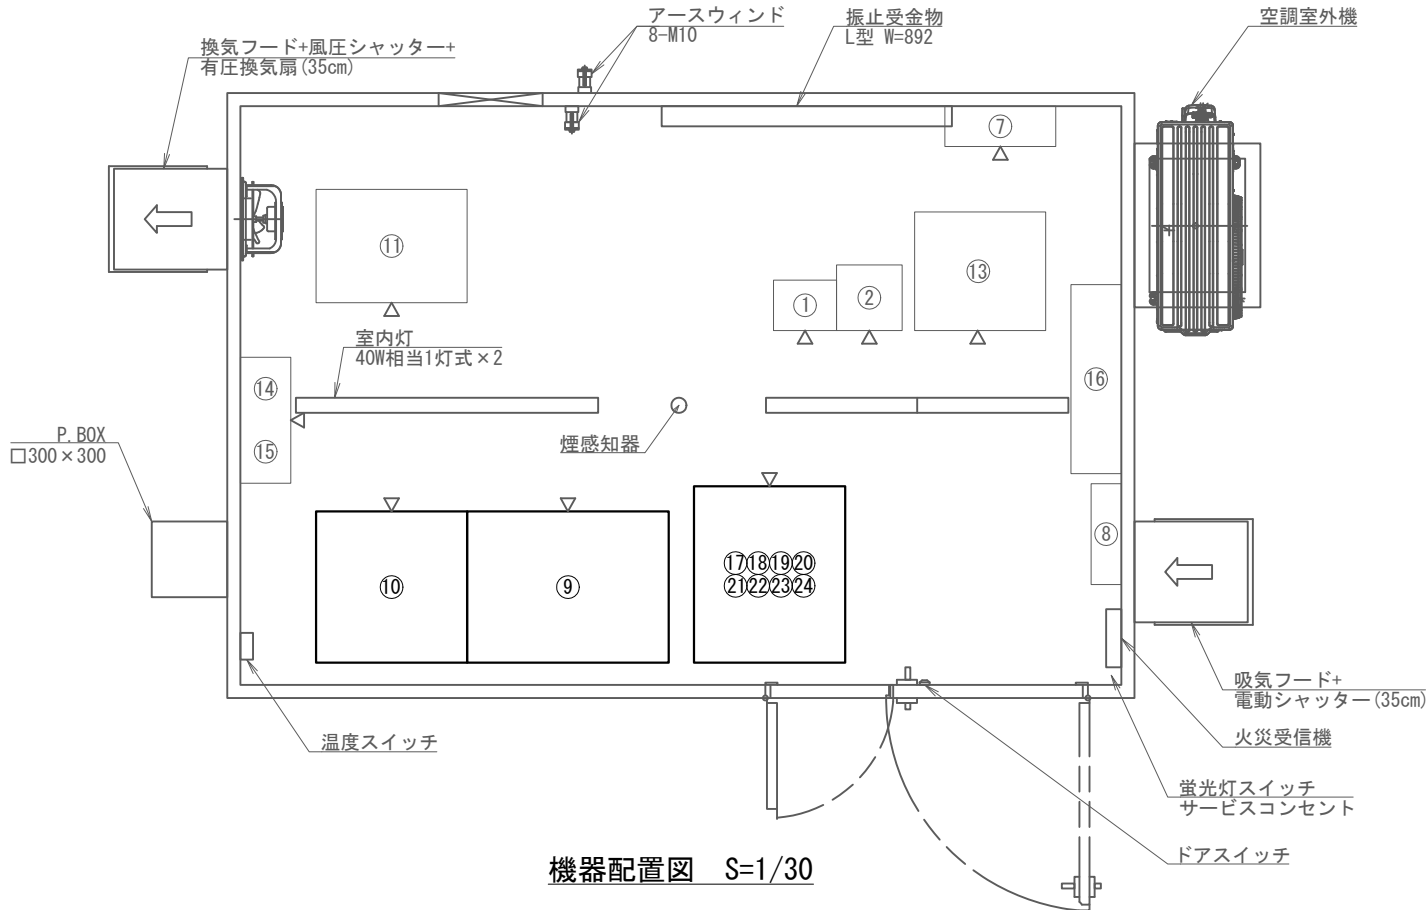 アースウィンド
8-M10
振止受金物
L型 W=892
空調室外機
換気フード+風圧シャッター+
有圧換気扇(35cm)
⑦
⑪
⑬
①
②
室内灯
40W相当1灯式×2
⑯
⑭
P.BOX
□300×300
煙感知器
⑮
⑧
⑰⑱⑲⑳
㉑㉒㉓㉔
⑩
⑨
吸気フード+
電動シャッター(35cm)
温度スイッチ
火災受信機
蛍光灯スイッチ
サービスコンセント
ドアスイッチ
機器配置図 S=1/30